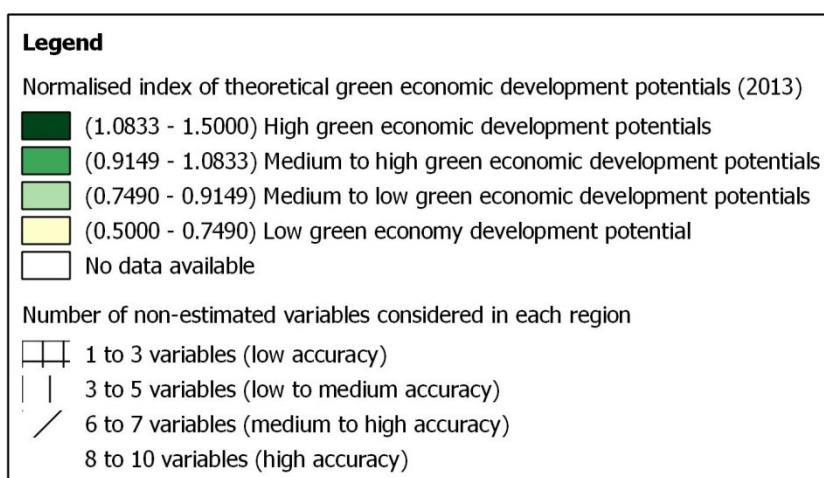 Legend
Normalised index of theoretical green economic development potentials (2013)
(1.0833 - 1.5000) High green economic development potentials
(0.9149 - 1.0833) Medium to high green economic development potentials
(0.7490 - 0.9149) Medium to low green economic development potentials
(0.5000 - 0.7490) Low green economy development potential
No data available
Number of non-estimated variables considered in each region
1 to 3 variables (low accuracy)
3 to 5 variables (low to medium accuracy)
6 to 7 variables (medium to high accuracy)
8 to 10 variables (high accuracy)